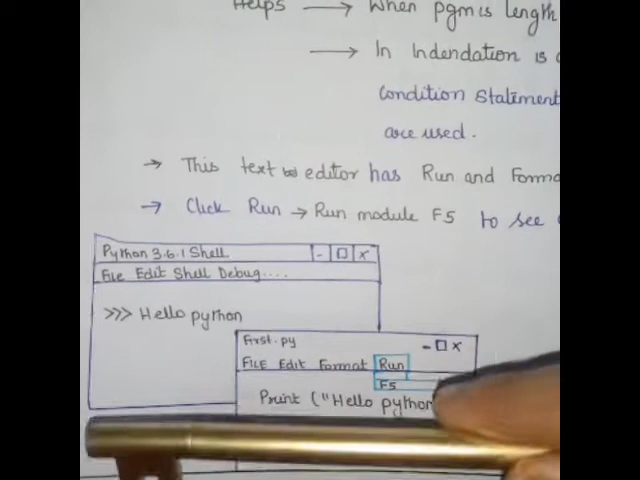 Helps → When pgm is length
→ In Indendation is
condition statement
are used.
→ This text editor has Run and Forma
→ Click Run → Run module F5 to see
Python 3.6.1 Shell - □ x
File Edit Shell Debug....
>>> Hello python
First.py - □ x
FILE Edit Format Run
F5
Print ("Hello python